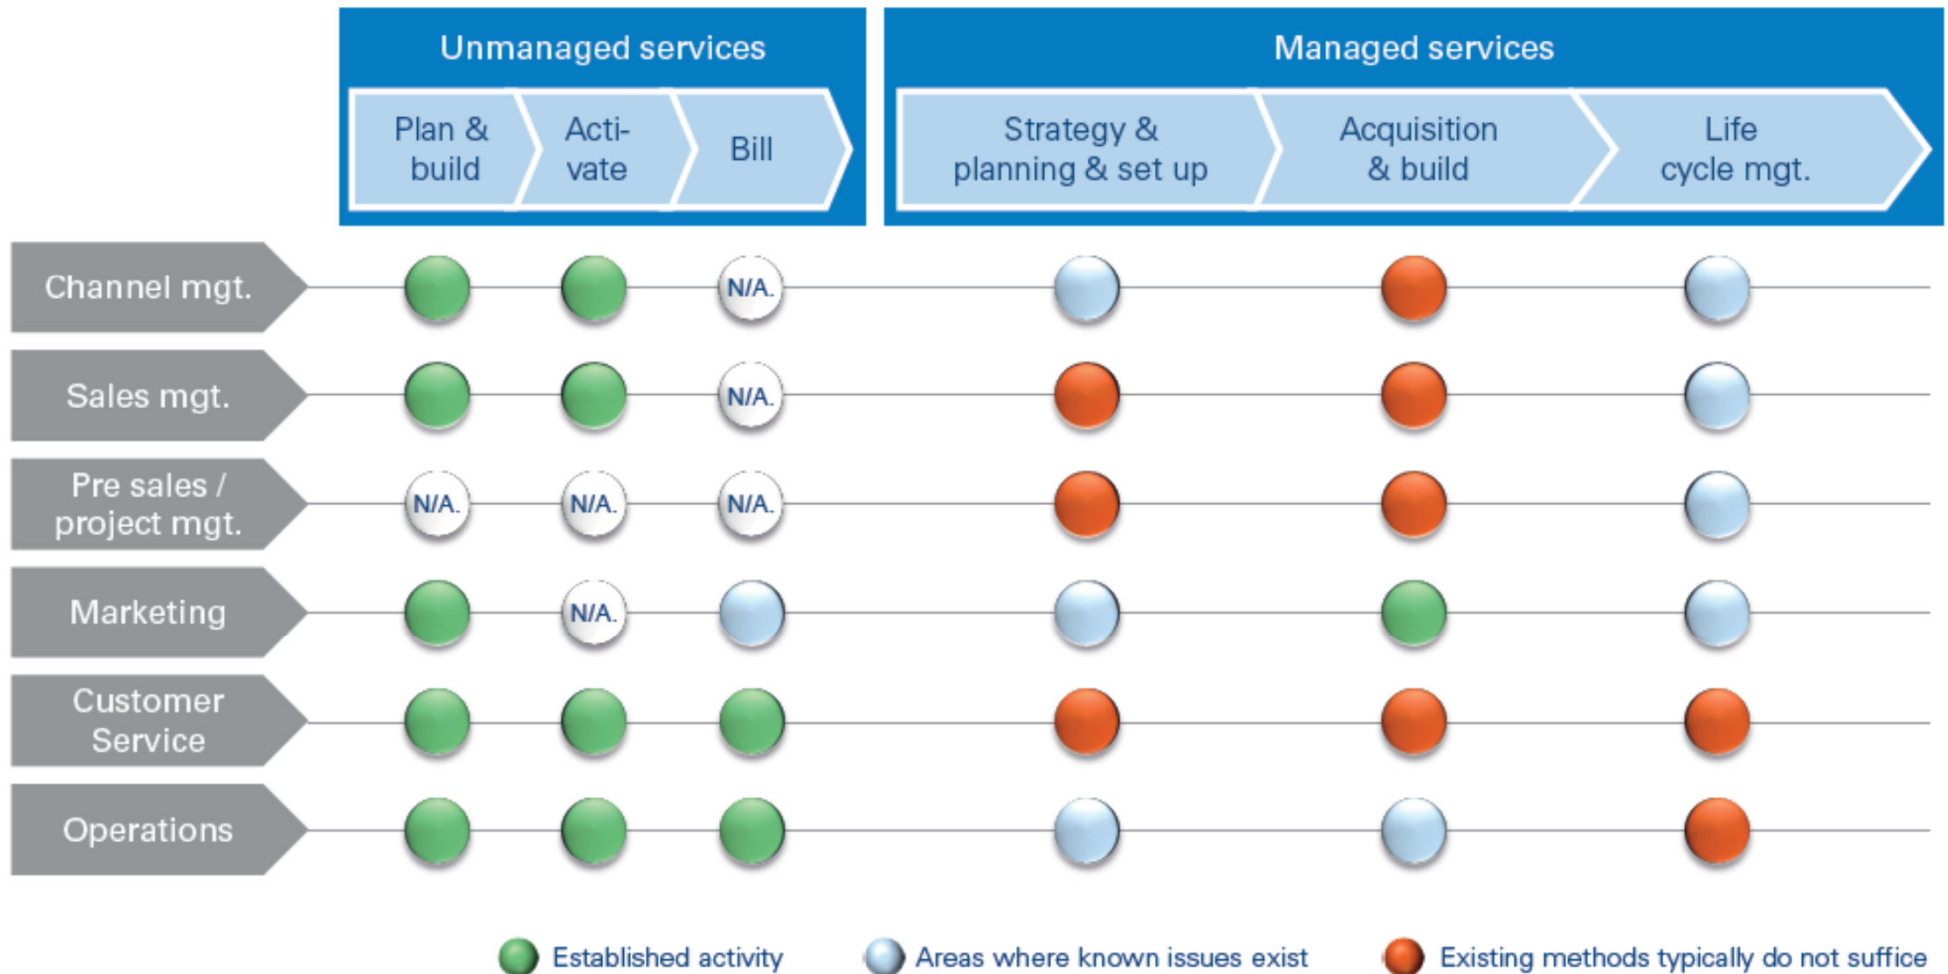 Unmanaged services
Managed services
Plan &
build
Acti-
vate
Bill
Strategy &
planning & set up
Acquisition
& build
Life
cycle mgt.
Channel mgt.
N/A.
Sales mgt.
N/A.
Pre sales /
project mgt.
N/A.
N/A.
N/A.
Marketing
N/A.
Customer
Service
Operations
Established activity
Areas where known issues exist
Existing methods typically do not suffice